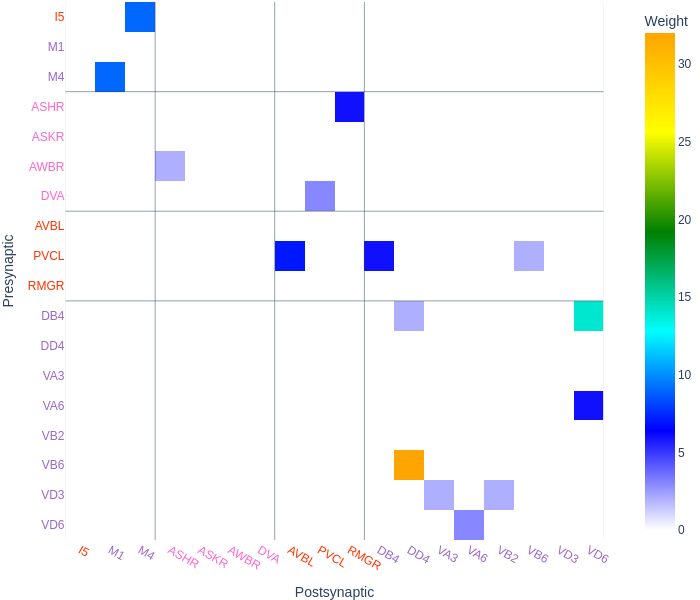 Weight
I5
M1
M4
ASHR
ASKR
AWBR
DVA
AVBL
PVCL
RMGR
DB4
DD4
VA3
VA6
VB2
VB6
VD3
VD6
Presynaptic
30
25
20
15
10
5
0
I5 M1 M4 ASHR ASKR AWBR DVA AVBL PVCL RMGR DB4 DD4 VA3 VA6 VB2 VB6 VD3 VD6
Postsynaptic